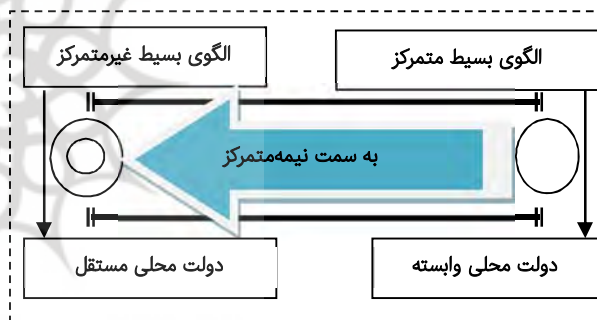 الگوی بسیط متمرکز
الگوی بسیط غیرمتمرکز
به سمت نیمه‌متمرکز
دولت محلی وابسته
دولت محلی مستقل